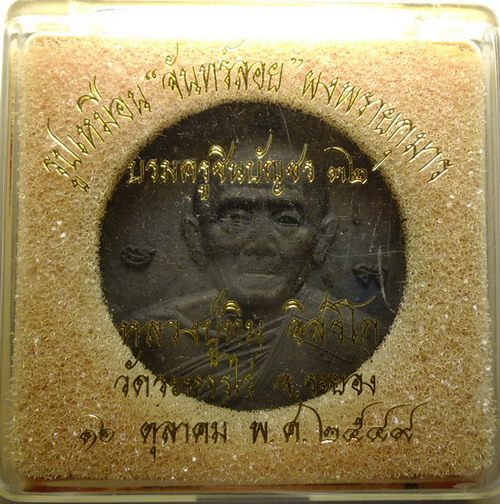 รูปเหมือน "จันทร์ลอย" ผงพรายกุมาร
บรมครูชินบัญชร ๓๒
หลวงปู่ทิม อิสริโก
วัดละหารไร่ จ.ระยอง
๑๖ ตุลาคม พ.ศ.๒๕๔๙